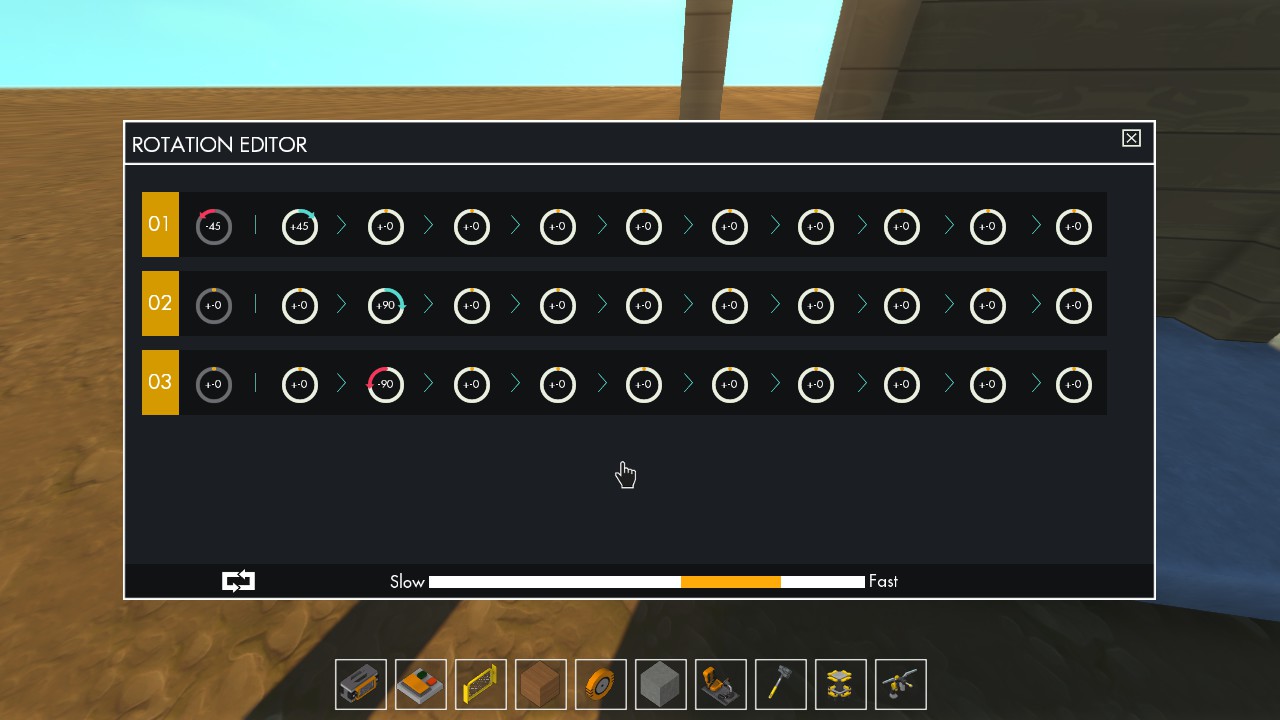 ROTATION EDITOR
01 -45 +45 +-0 +-0 +-0 +-0 +-0 +-0 +-0 +-0 +-0
02 +-0 +-0 +90 +-0 +-0 +-0 +-0 +-0 +-0 +-0 +-0
03 +-0 +-0 -90 +-0 +-0 +-0 +-0 +-0 +-0 +-0 +-0
Slow Fast